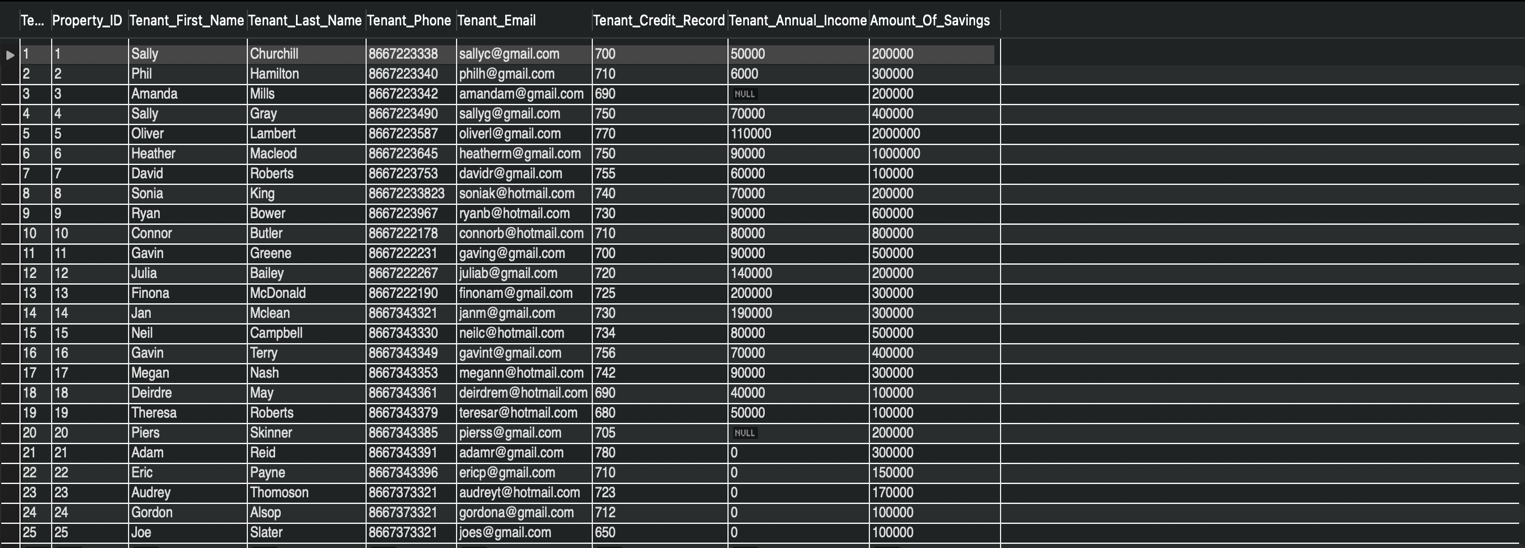 Te... Property_ID Tenant_First_Name Tenant_Last_Name Tenant_Phone Tenant_Email Tenant_Credit_Record Tenant_Annual_Income Amount_Of_Savings
1 1 Sally Churchill 8667223338 sallyc@gmail.com 700 50000 200000
2 2 Phil Hamilton 8667223340 philh@gmail.com 710 6000 300000
3 3 Amanda Mills 8667223342 amandam@gmail.com 690 NULL 200000
4 4 Sally Gray 8667223490 sallyg@gmail.com 750 70000 400000
5 5 Oliver Lambert 8667223587 oliverl@gmail.com 770 110000 2000000
6 6 Heather Macleod 8667223645 heatherm@gmail.com 750 90000 1000000
7 7 David Roberts 8667223753 davidr@gmail.com 755 60000 100000
8 8 Sonia King 86672233823 soniak@hotmail.com 740 70000 200000
9 9 Ryan Bower 8667223967 ryanb@hotmail.com 730 90000 600000
10 10 Connor Butler 8667222178 connorb@hotmail.com 710 80000 800000
11 11 Gavin Greene 8667222231 gaving@gmail.com 700 90000 500000
12 12 Julia Bailey 8667222267 juliab@gmail.com 720 140000 200000
13 13 Finona McDonald 8667222190 finonam@gmail.com 725 200000 300000
14 14 Jan Mclean 8667343321 janm@gmail.com 730 190000 300000
15 15 Neil Campbell 8667343330 neilc@hotmail.com 734 80000 500000
16 16 Gavin Terry 8667343349 gavint@gmail.com 756 70000 400000
17 17 Megan Nash 8667343353 megann@hotmail.com 742 90000 300000
18 18 Deirdre May 8667343361 deirdrem@hotmail.com 690 40000 100000
19 19 Theresa Roberts 8667343379 teresar@hotmail.com 680 50000 100000
20 20 Piers Skinner 8667343385 pierss@gmail.com 705 NULL 200000
21 21 Adam Reid 8667343391 adamr@gmail.com 780 0 300000
22 22 Eric Payne 8667343396 ericp@gmail.com 710 0 150000
23 23 Audrey Thomoson 8667373321 audreyt@hotmail.com 723 0 170000
24 24 Gordon Alsop 8667373321 gordona@gmail.com 712 0 100000
25 25 Joe Slater 8667373321 joes@gmail.com 650 0 100000